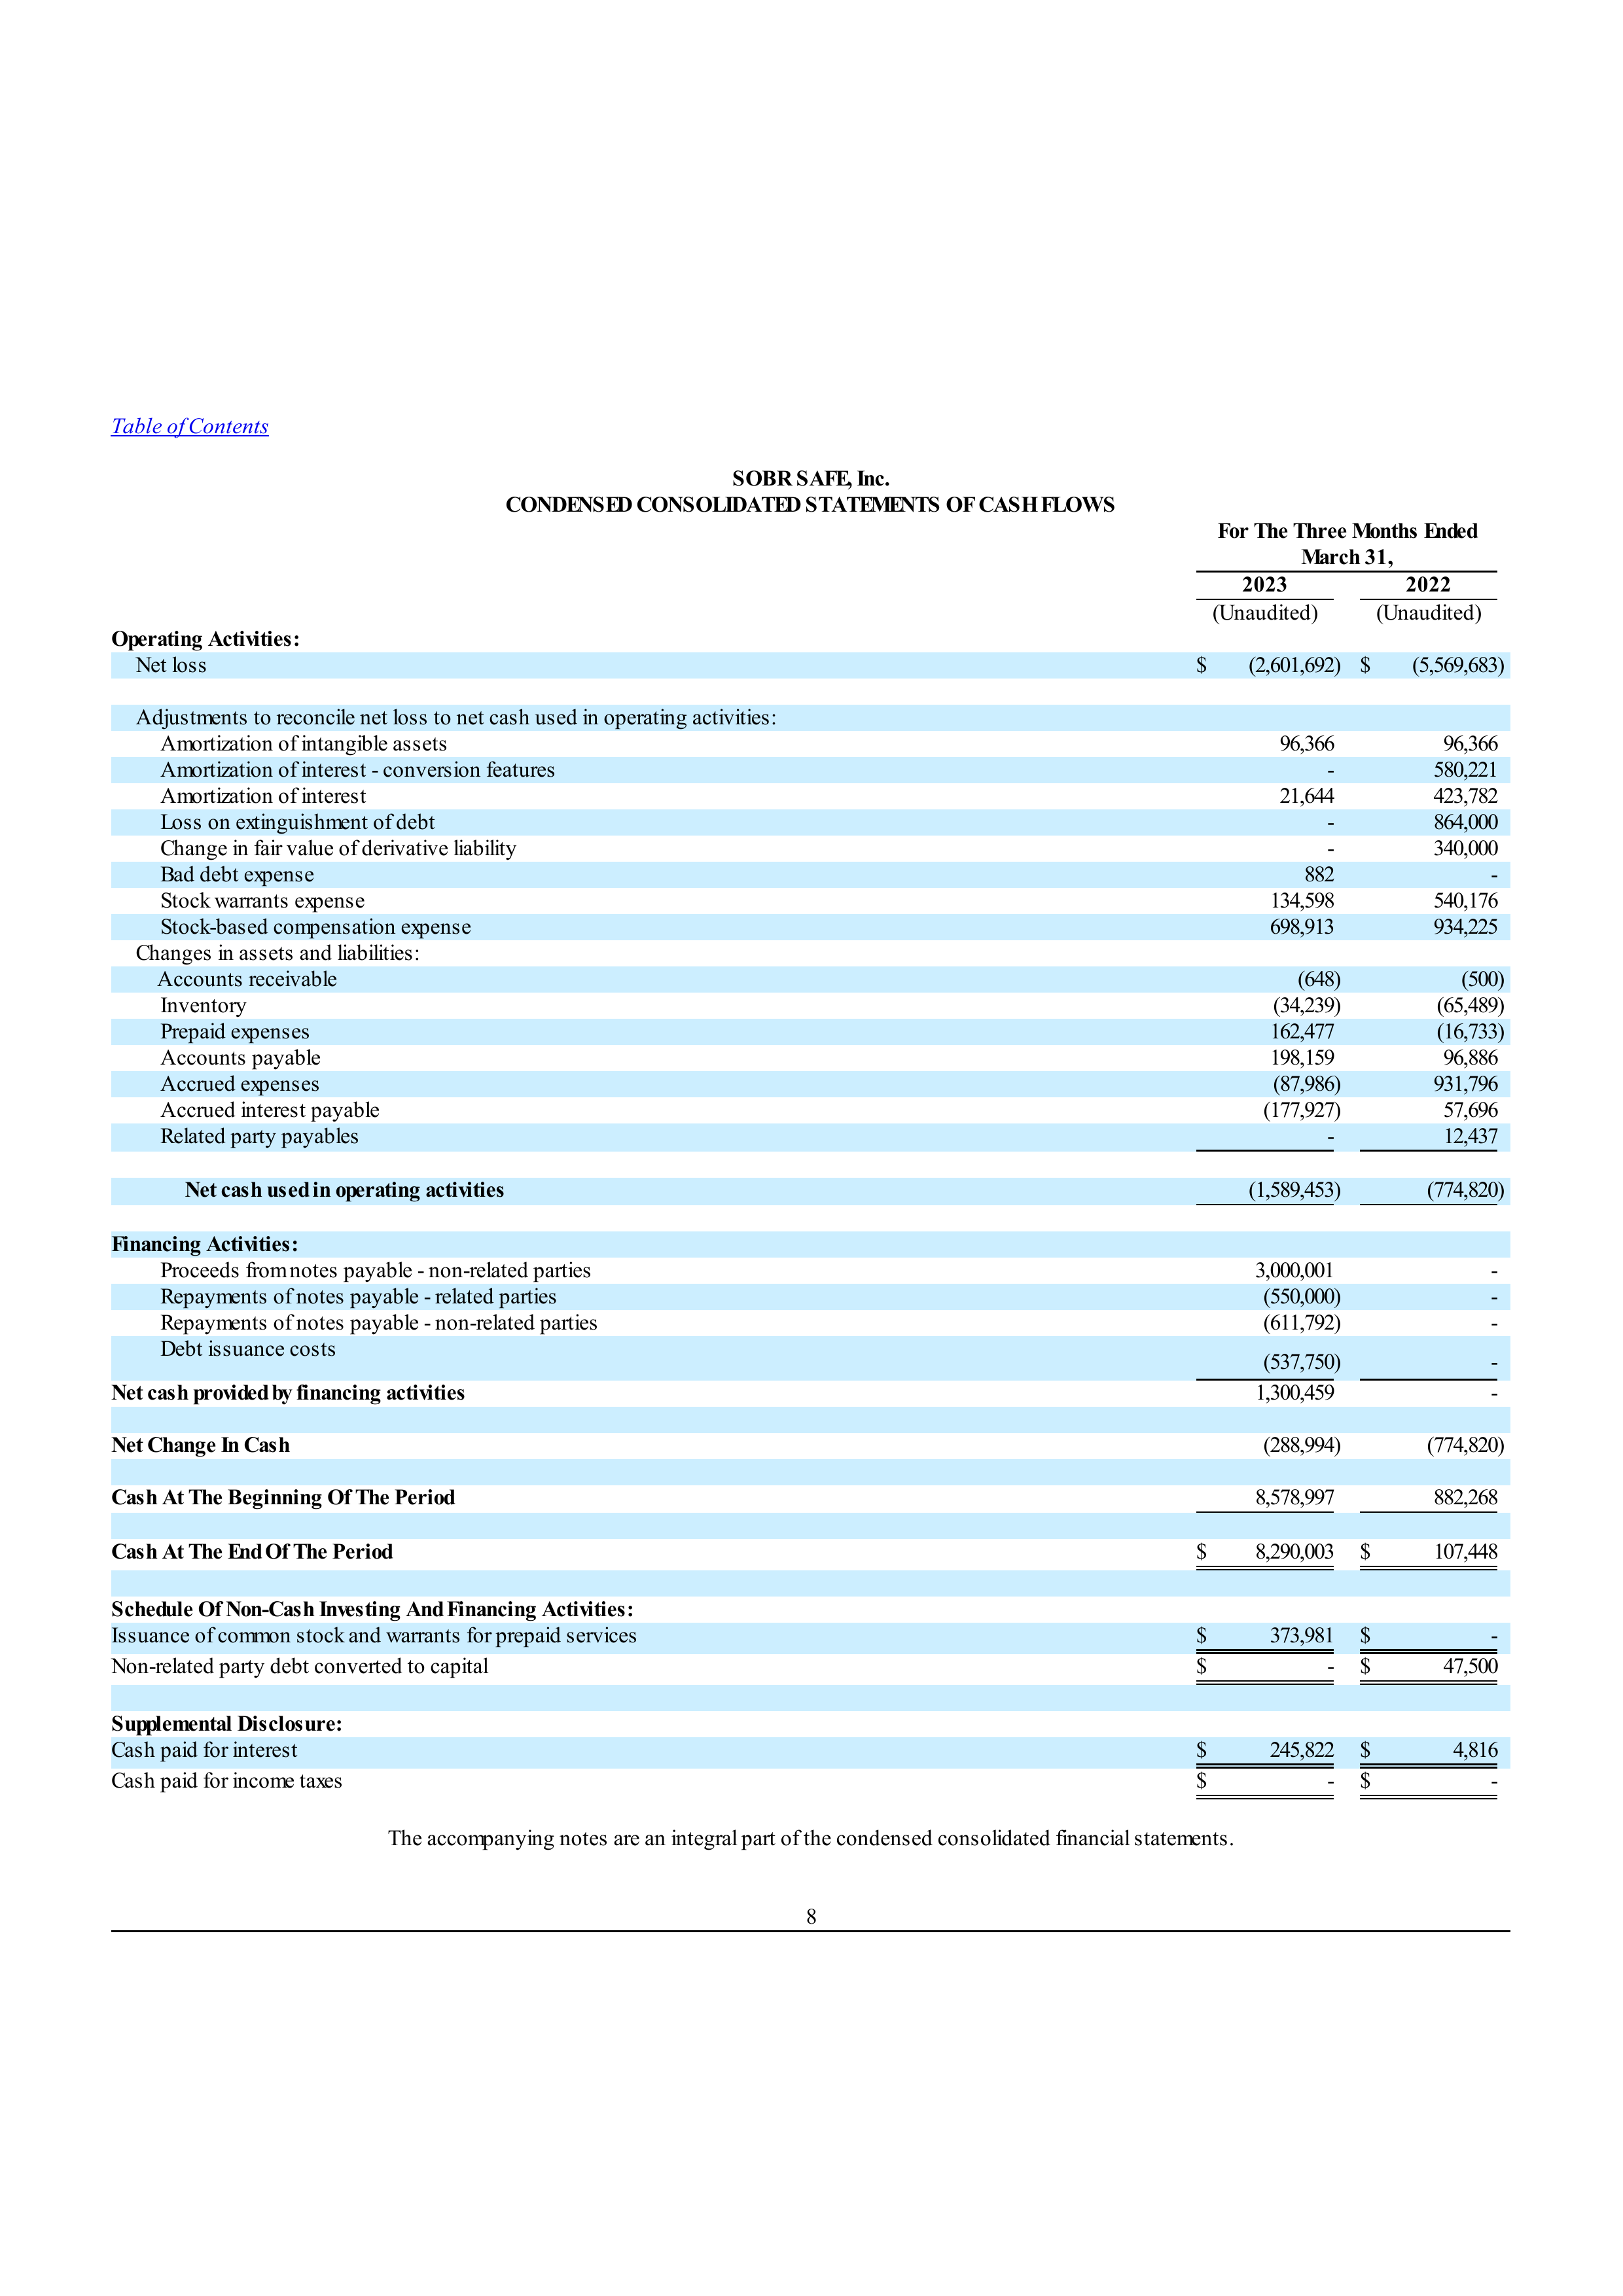 Table of Contents
SOBR SAFE, Inc.
CONDENSED CONSOLIDATED STATEMENTS OF CASH FLOWS
For The Three Months Ended
March 31,
2023 2022
(Unaudited) (Unaudited)
Operating Activities:
Net loss $ (2,601,692) $ (5,569,683)
Adjustments to reconcile net loss to net cash used in operating activities:
Amortization of intangible assets 96,366 96,366
Amortization of interest - conversion features - 580,221
Amortization of interest 21,644 423,782
Loss on extinguishment of debt - 864,000
Change in fair value of derivative liability - 340,000
Bad debt expense 882 -
Stock warrants expense 134,598 540,176
Stock-based compensation expense 698,913 934,225
Changes in assets and liabilities:
Accounts receivable (648) (500)
Inventory (34,239) (65,489)
Prepaid expenses 162,477 (16,733)
Accounts payable 198,159 96,886
Accrued expenses (87,986) 931,796
Accrued interest payable (177,927) 57,696
Related party payables - 12,437
Net cash used in operating activities (1,589,453) (774,820)
Financing Activities:
Proceeds from notes payable - non-related parties 3,000,001 -
Repayments of notes payable - related parties (550,000) -
Repayments of notes payable - non-related parties (611,792) -
Debt issuance costs (537,750) -
Net cash provided by financing activities 1,300,459 -
Net Change In Cash (288,994) (774,820)
Cash At The Beginning Of The Period 8,578,997 882,268
Cash At The End Of The Period $ 8,290,003 $ 107,448
Schedule Of Non-Cash Investing And Financing Activities:
Issuance of common stock and warrants for prepaid services $ 373,981 $ -
Non-related party debt converted to capital $ - $ 47,500
Supplemental Disclosure:
Cash paid for interest $ 245,822 $ 4,816
Cash paid for income taxes $ - $ -
The accompanying notes are an integral part of the condensed consolidated financial statements.
8